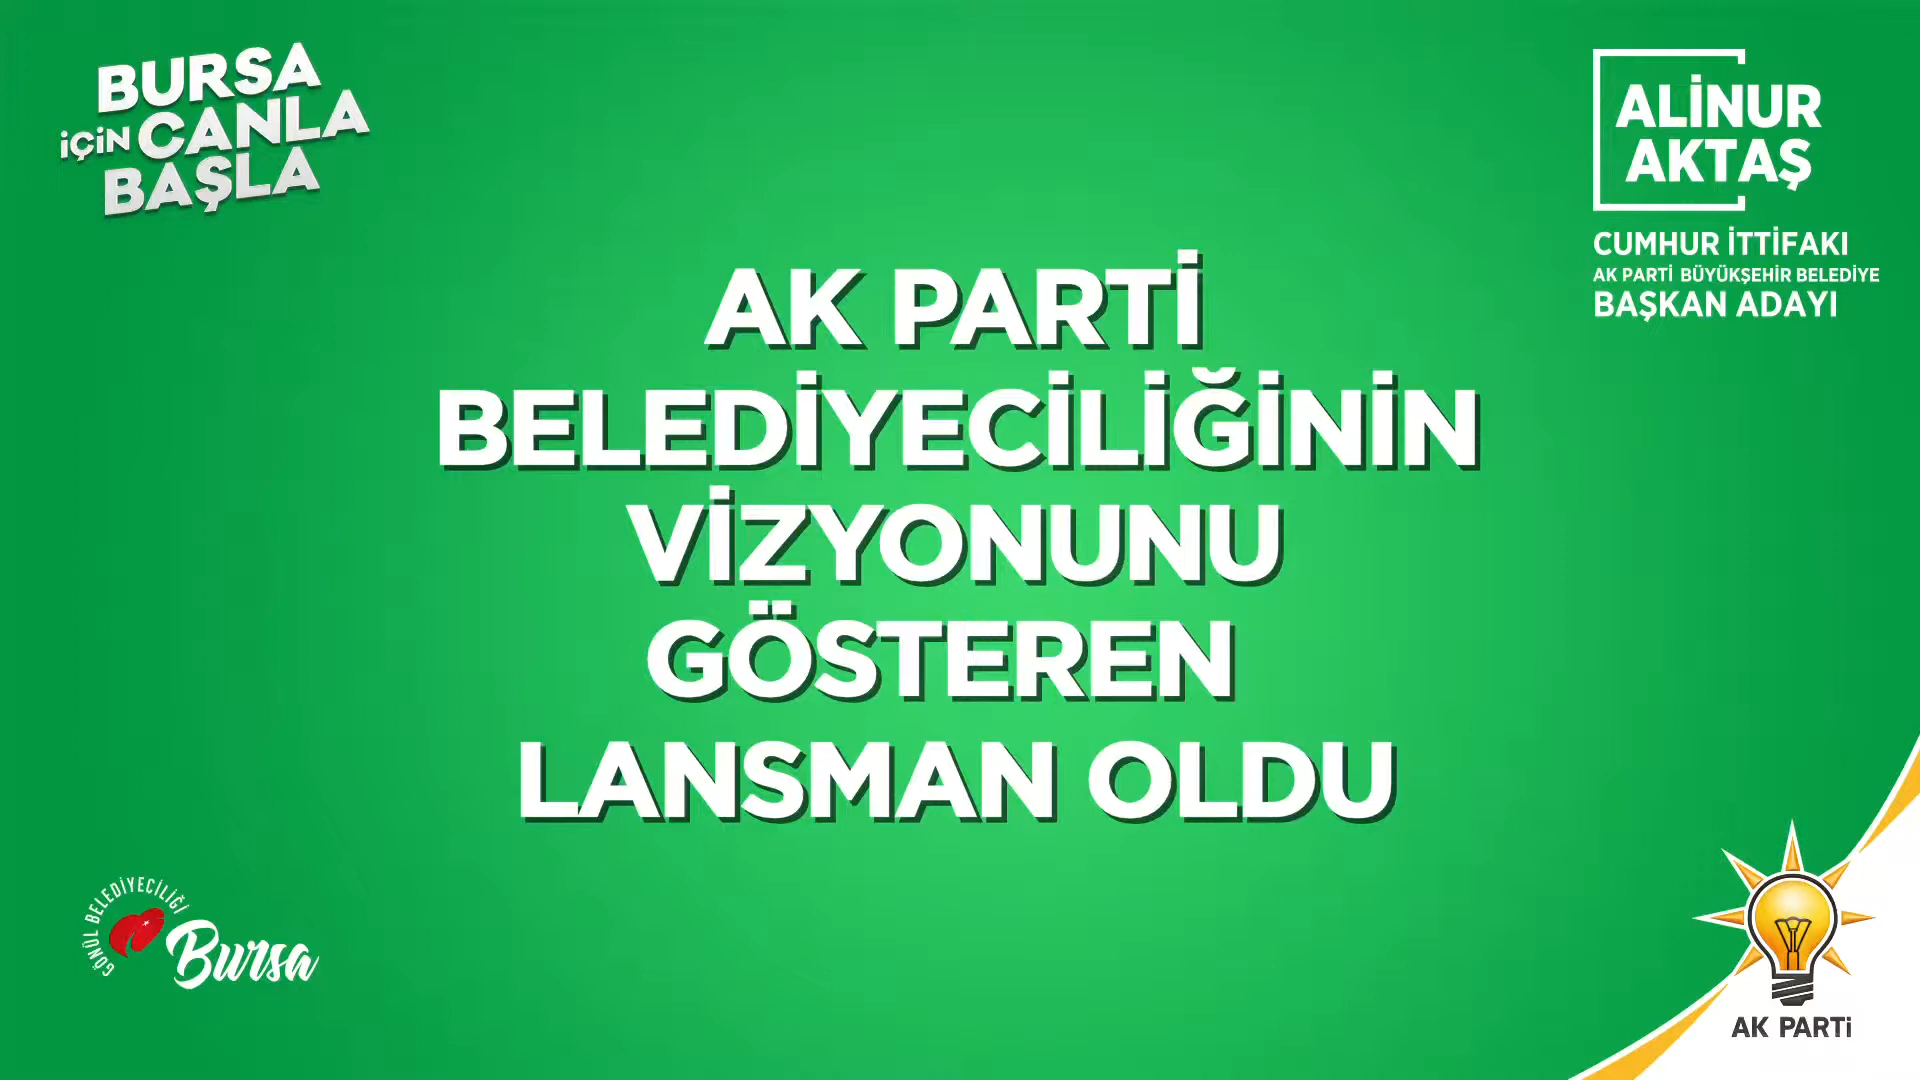 BURSA
İÇİN CANLA
BAŞLA
ALİNUR
AKTAŞ
CUMHUR İTTİFAKI
AK PARTİ BÜYÜKŞEHİR BELEDİYE
BAŞKAN ADAYI
AK PARTİ
BELEDİYECİLİĞİNİN
VİZYONUNU
GÖSTEREN
LANSMAN OLDU
GÖNÜL BELEDİYECİLİĞİ
Bursa
AK PARTİ